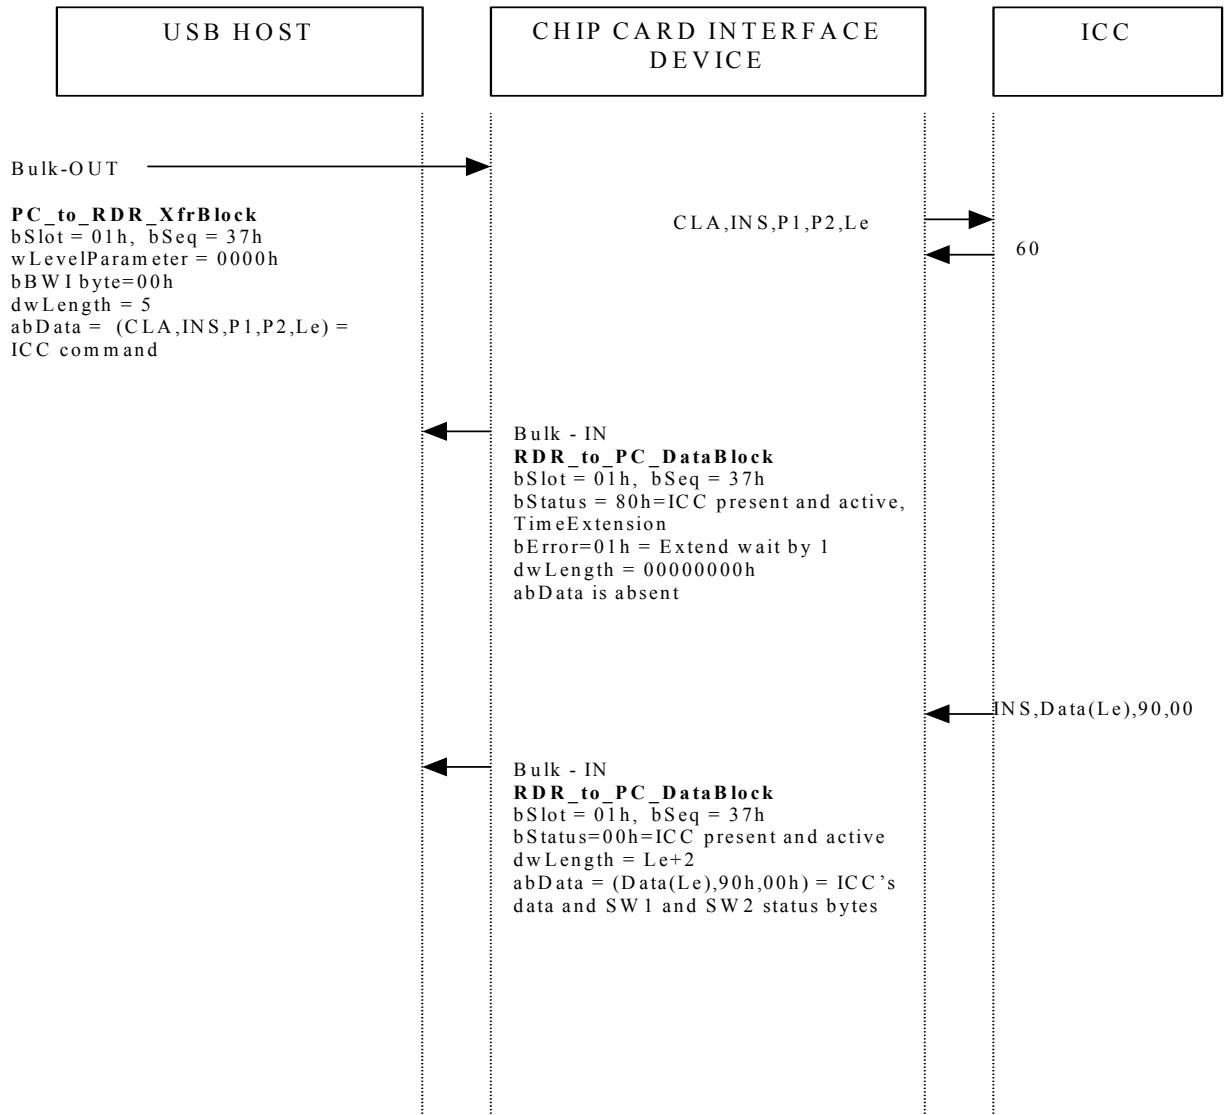 USB HOST
CHIP CARD INTERFACE
DEVICE
ICC
Bulk-OUT
PC_to_RDR_XfrBlock
bSlot = 01h, bSeq = 37h
wLevelParameter = 0000h
bBWI byte=00h
dwLength = 5
abData = (CLA,INS,P1,P2,Le) =
ICC command
CLA,INS,P1,P2,Le
60
Bulk - IN
RDR_to_PC_DataBlock
bSlot = 01h, bSeq = 37h
bStatus = 80h=ICC present and active,
TimeExtension
bError=01h = Extend wait by 1
dwLength = 00000000h
abData is absent
INS,Data(Le),90,00
Bulk - IN
RDR_to_PC_DataBlock
bSlot = 01h, bSeq = 37h
bStatus=00h=ICC present and active
dwLength = Le+2
abData = (Data(Le),90h,00h) = ICC’s
data and SW1 and SW2 status bytes